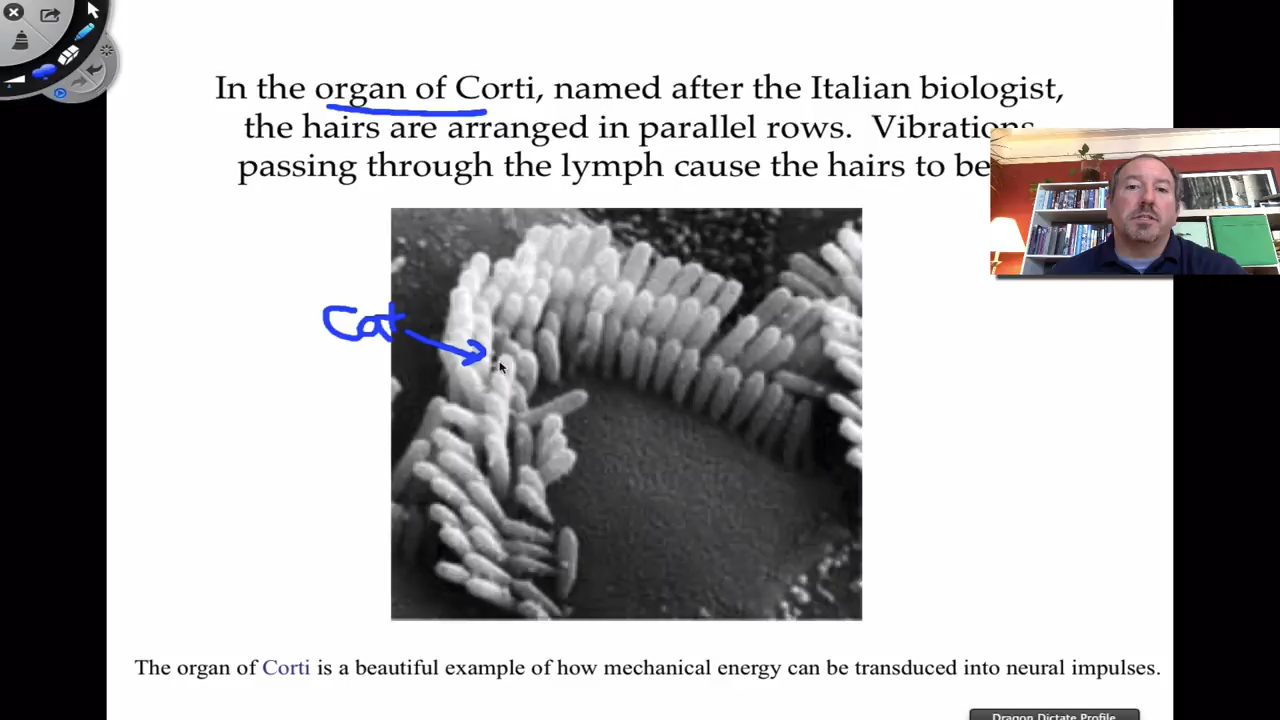 In the organ of Corti, named after the Italian biologist,
the hairs are arranged in parallel rows. Vibrations
passing through the lymph cause the hairs to be
Cat
The organ of Corti is a beautiful example of how mechanical energy can be transduced into neural impulses.
Dragon Dictate Profile